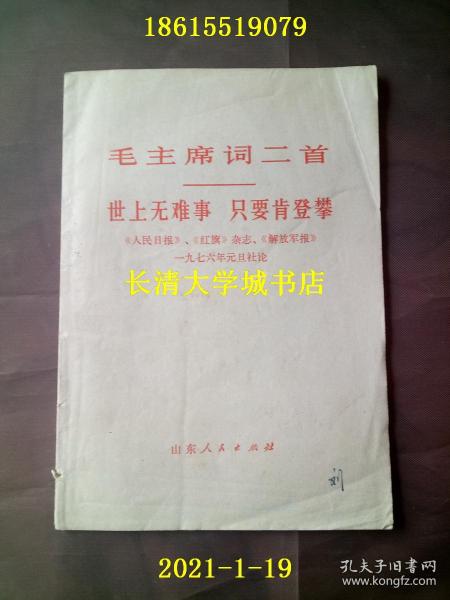 18615519079
毛主席词二首
世上无难事 只要肯登攀
《人民日报》、《红旗》杂志、《解放军报》
一九七六年元旦社论
长清大学城书店
山东人民出版社
刘
2021-1-19
孔夫子旧书网
www.kongfz.com